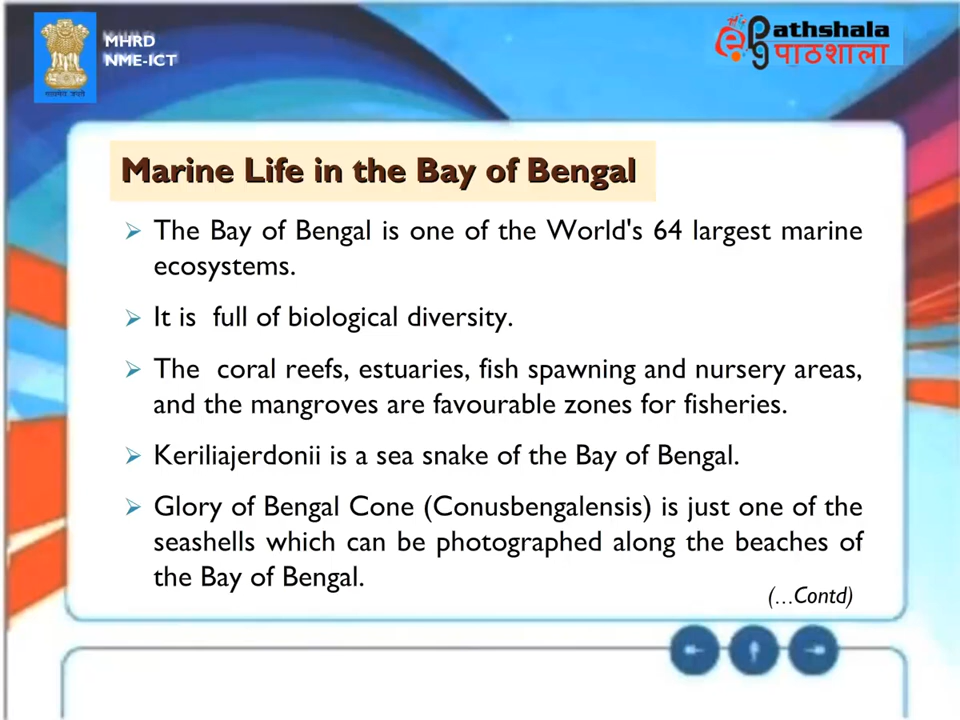 MHRD
NME-ICT
epg athshala
पाठशाला
Marine Life in the Bay of Bengal
The Bay of Bengal is one of the World's 64 largest marine
ecosystems.
It is full of biological diversity.
The coral reefs, estuaries, fish spawning and nursery areas,
and the mangroves are favourable zones for fisheries.
Keriliajerdonii is a sea snake of the Bay of Bengal.
Glory of Bengal Cone (Conusbengalensis) is just one of the
seashells which can be photographed along the beaches of
the Bay of Bengal.
(...Contd)